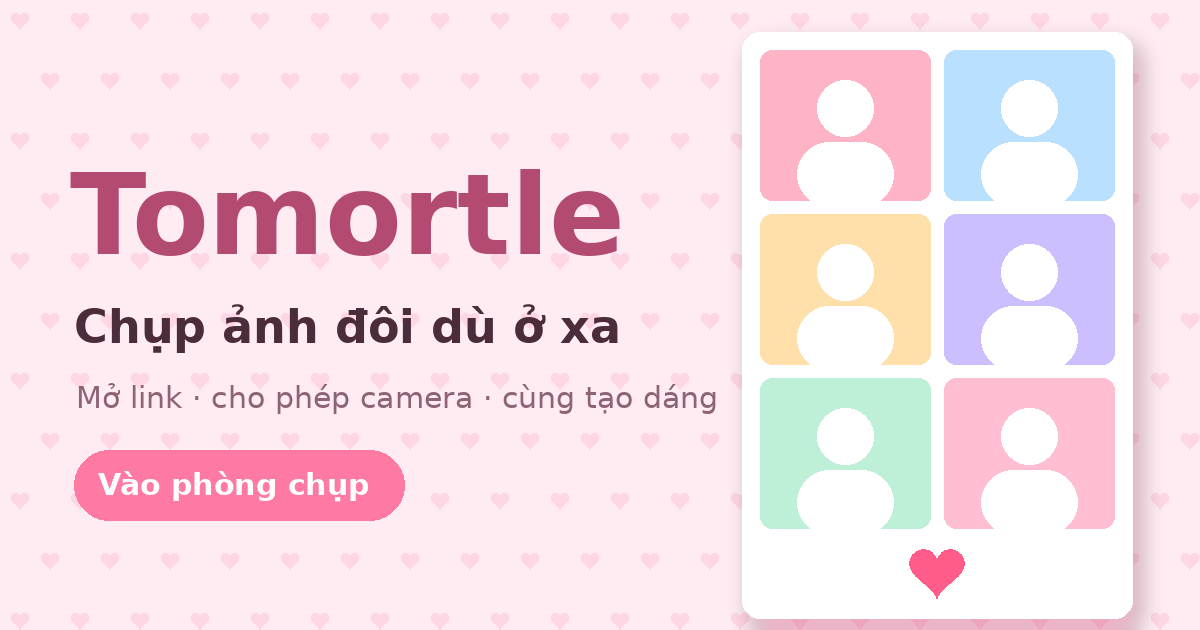 Tomortle
Chụp ảnh đôi dù ở xa
Mở link · cho phép camera · cùng tạo dáng
Vào phòng chụp